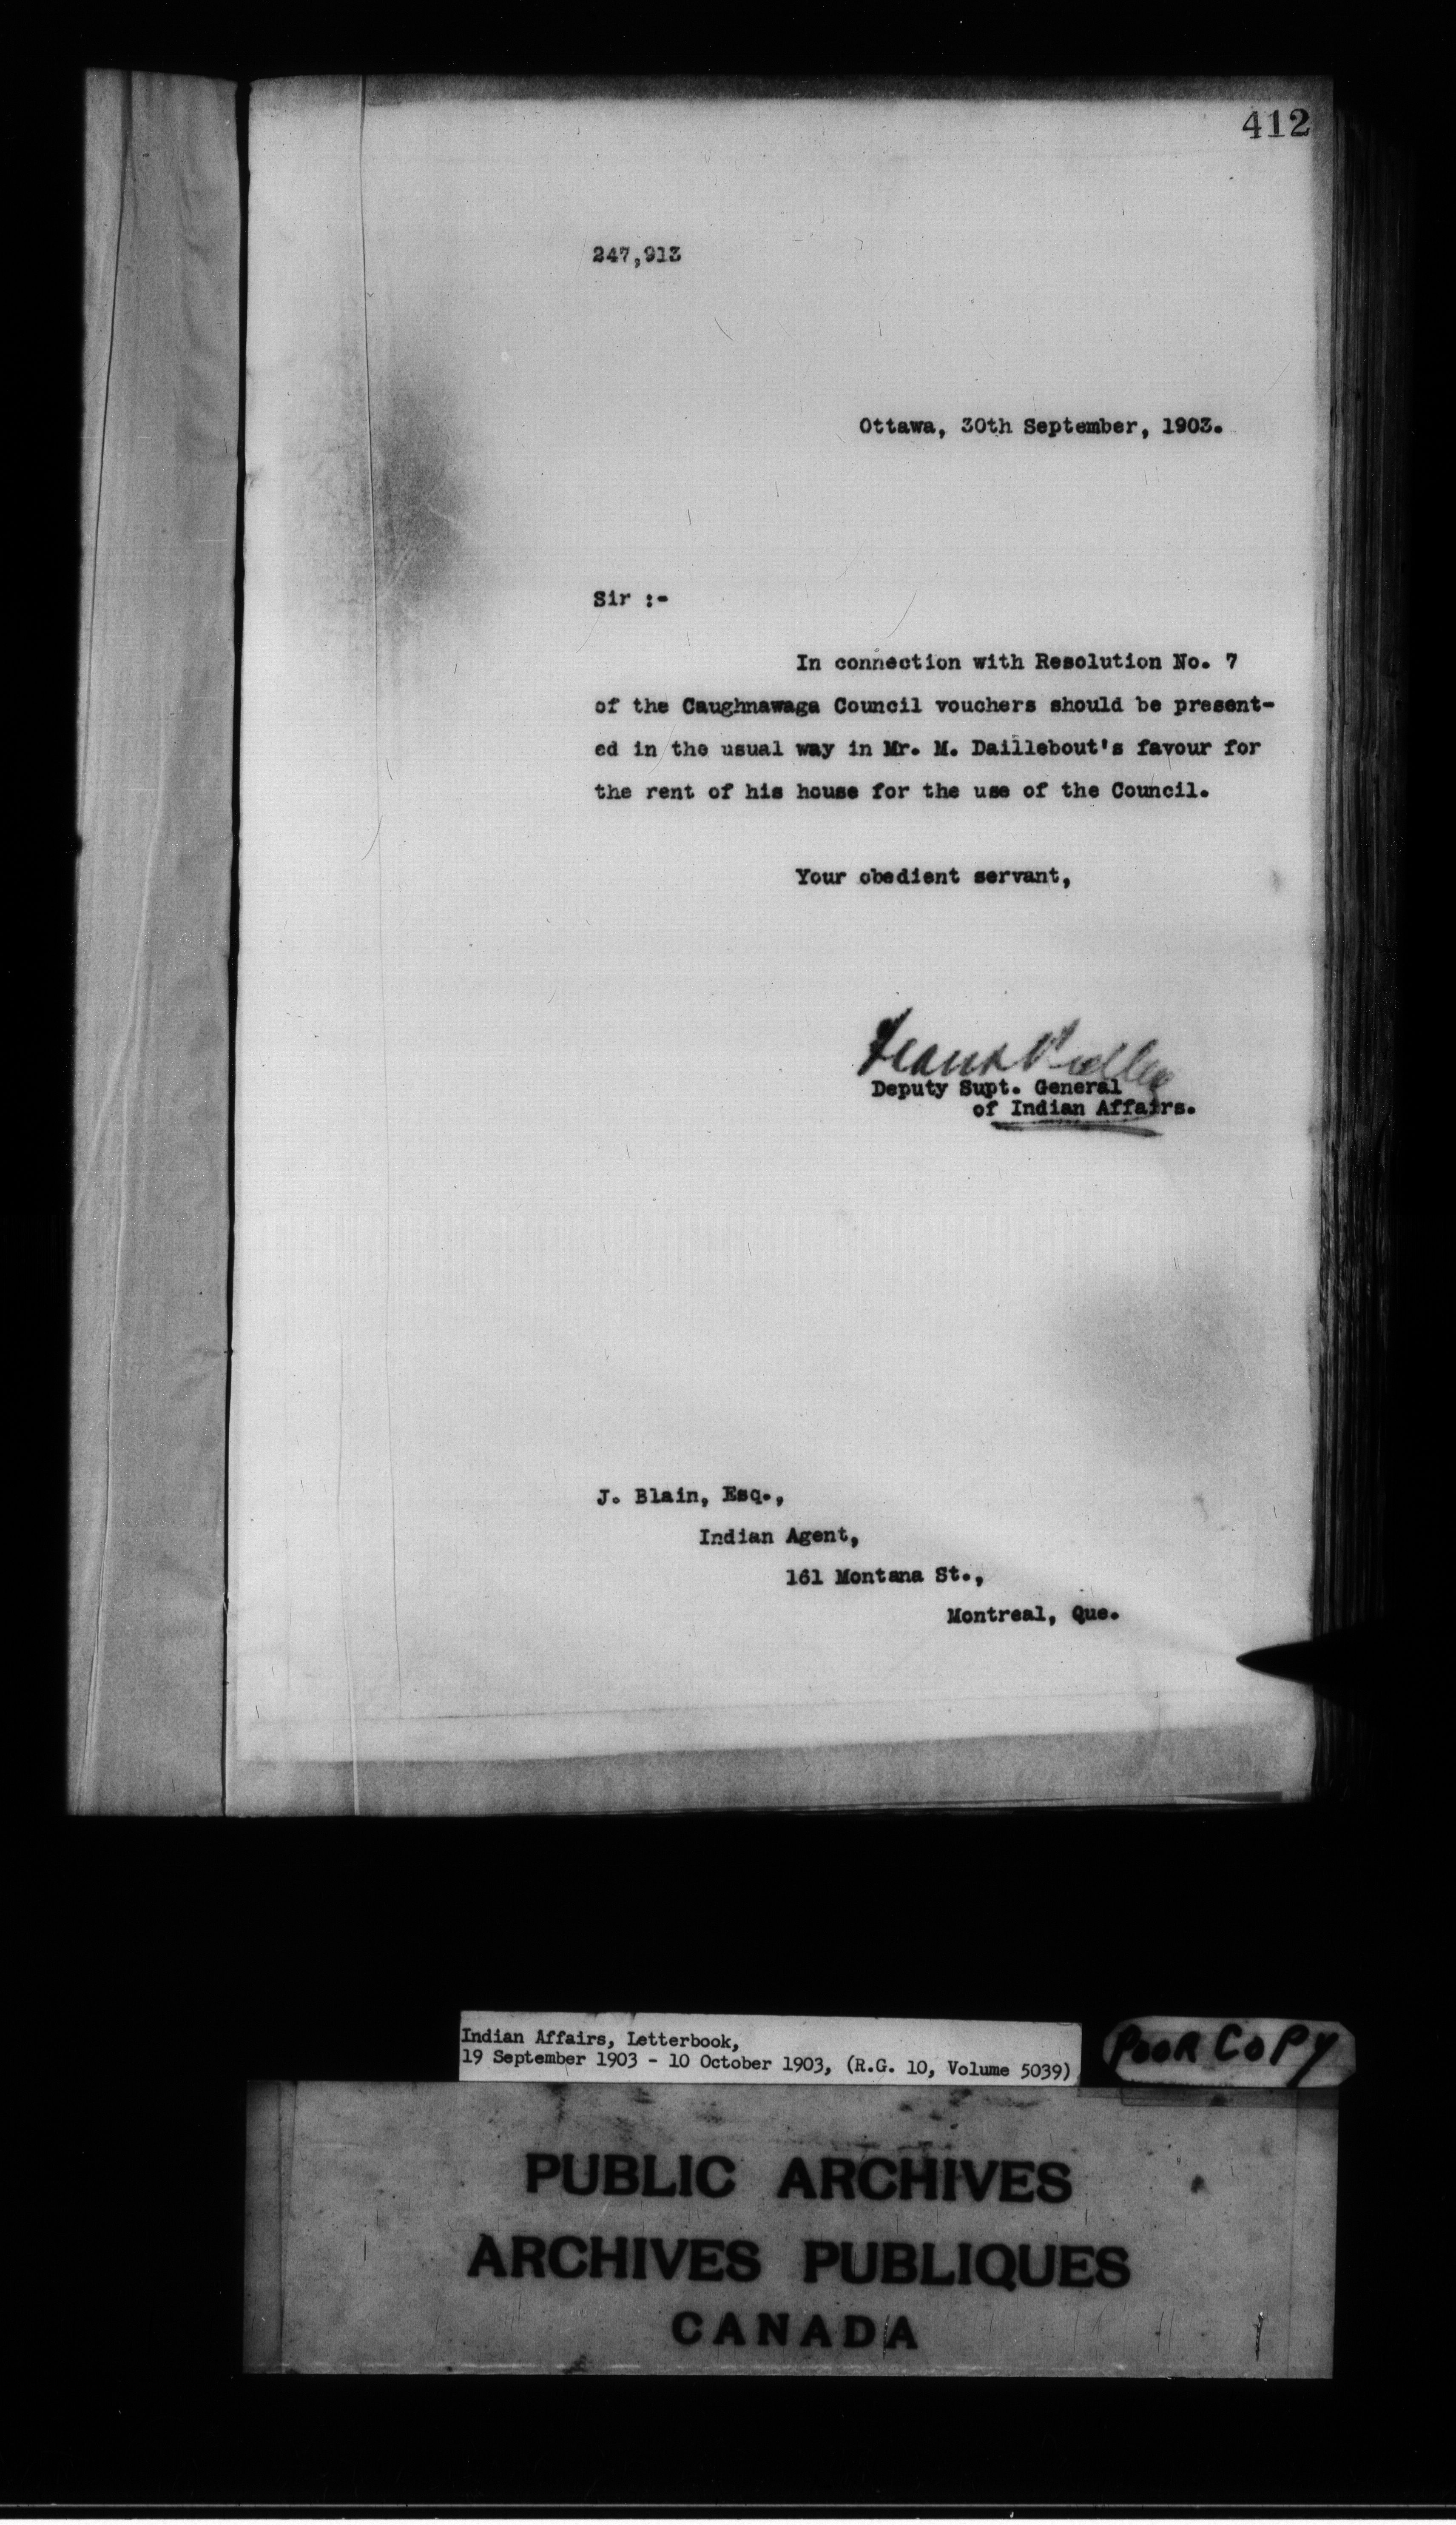 412
247,913
Ottawa, 30th September, 1903.
Sir :-
In connection with Resolution No. 7
of the Caughnawaga Council vouchers should be present-
ed in the usual way in Mr. M. Daillebout's favour for
the rent of his house for the use of the Council.
Your obedient servant,
Frank Pedley
Deputy Supt. General
of Indian Affairs.
J. Blain, Esq.,
Indian Agent,
161 Montana St.,
Montreal, Que.
Indian Affairs, Letterbook,
19 September 1903 - 10 October 1903, (R.G. 10, Volume 5039)
POOR COPY
PUBLIC ARCHIVES
ARCHIVES PUBLIQUES
CANADA